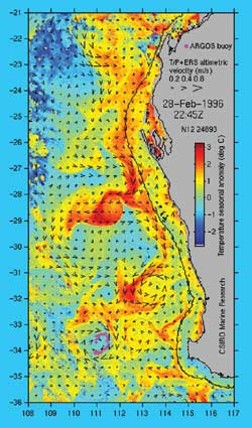 -21
-22
-23
-24
-25
-26
-27
-28
-29
-30
-31
-32
-33
-34
-35
-36
108 109 110 111 112 113 114 115 116 117
ARGOS buoy
T/P+ERS altimetric
velocity (m/s)
0.2 0.4 0.8
28-Feb-1996
22:45Z
N12 24893
3
2
1
0
-1
-2
Temperature seasonal anomaly (deg C)
CSIRO Marine Research